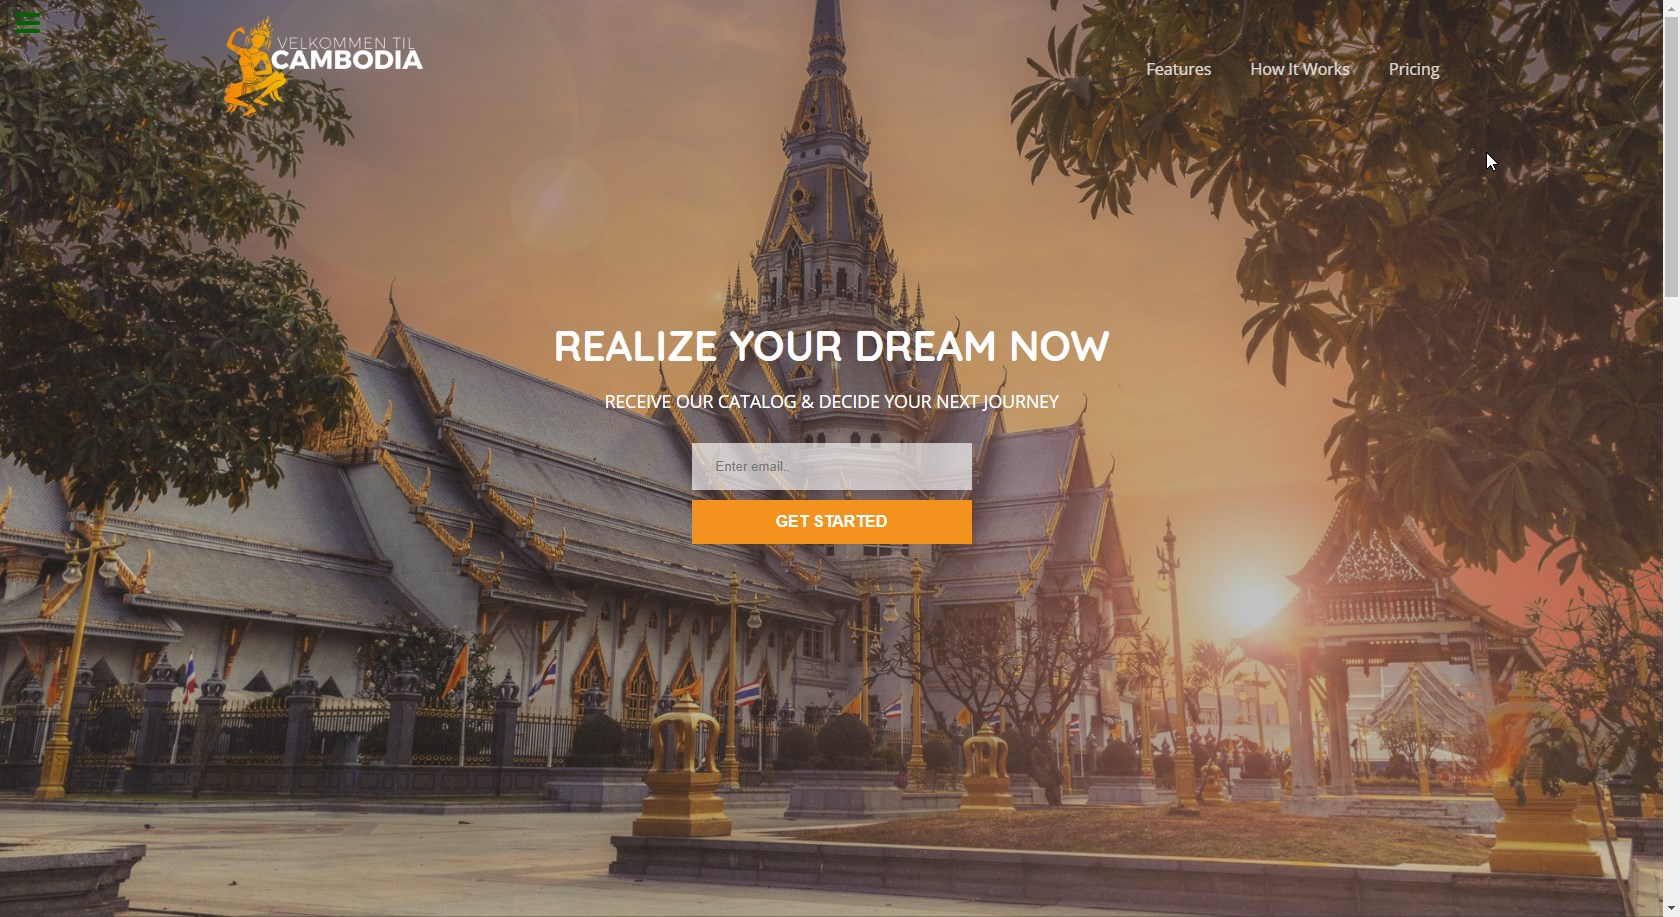 VELKOMMEN TIL
CAMBODIA
Features
How It Works
Pricing
REALIZE YOUR DREAM NOW
RECEIVE OUR CATALOG & DECIDE YOUR NEXT JOURNEY
Enter email..
GET STARTED